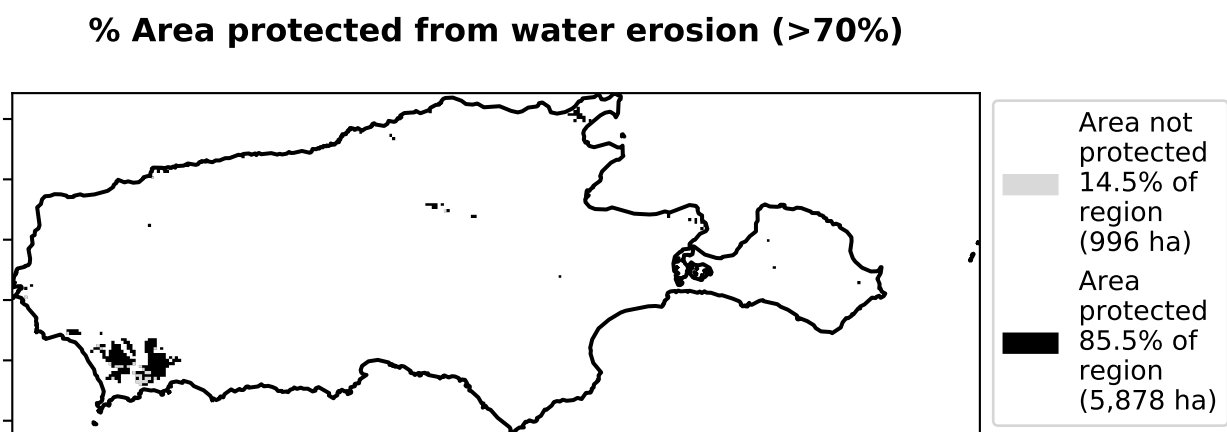 % Area protected from water erosion (>70%)
Area not
protected
14.5% of
region
(996 ha)
Area
protected
85.5% of
region
(5,878 ha)